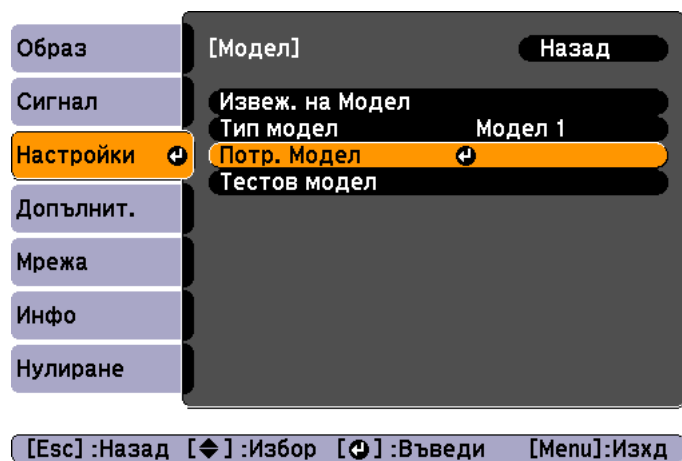 Образ
Сигнал
Настройки
Допълнит.
Мрежа
Инфо
Нулиране
[Модел] Назад
Извеж. на Модел
Тип модел Модел 1
Потр. Модел
Тестов модел
[Esc] :Назад [◆] :Избор [⏎] :Въведи [Menu]:Изхд